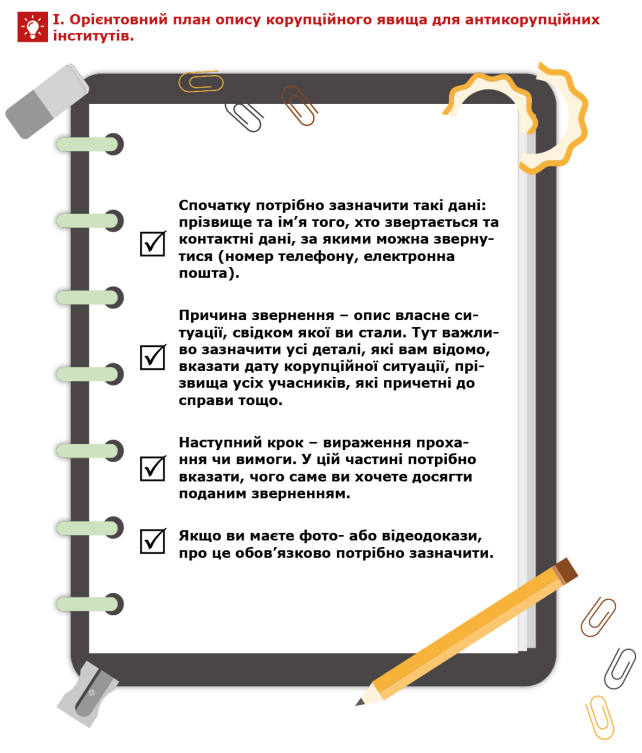 І. Орієнтовний план опису корупційного явища для антикорупційних
інститутів.
Спочатку потрібно зазначити такі дані:
прізвище та ім’я того, хто звертається та
контактні дані, за якими можна зверну-
тися (номер телефону, електронна
пошта).
Причина звернення – опис власне си-
туації, свідком якої ви стали. Тут важли-
во зазначити усі деталі, які вам відомо,
вказати дату корупційної ситуації, прі-
звища усіх учасників, які причетні до
справи тощо.
Наступний крок – вираження проха-
ння чи вимоги. У цій частині потрібно
вказати, чого саме ви хочете досягти
поданим зверненням.
Якщо ви маєте фото- або відеодокази,
про це обов’язково потрібно зазначити.